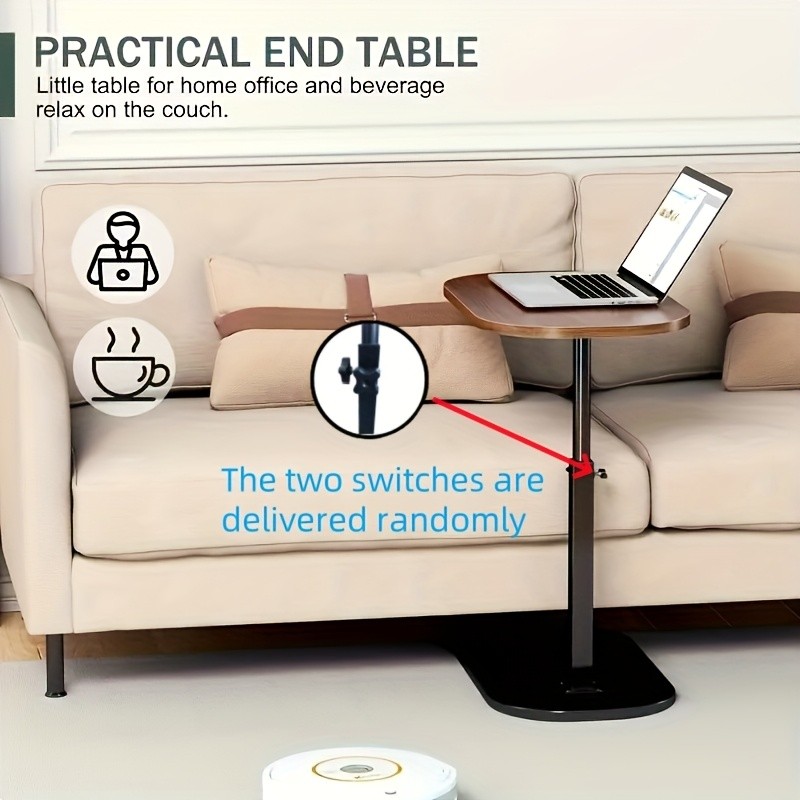 PRACTICAL END TABLE
Little table for home office and beverage
relax on the couch.
The two switches are
delivered randomly